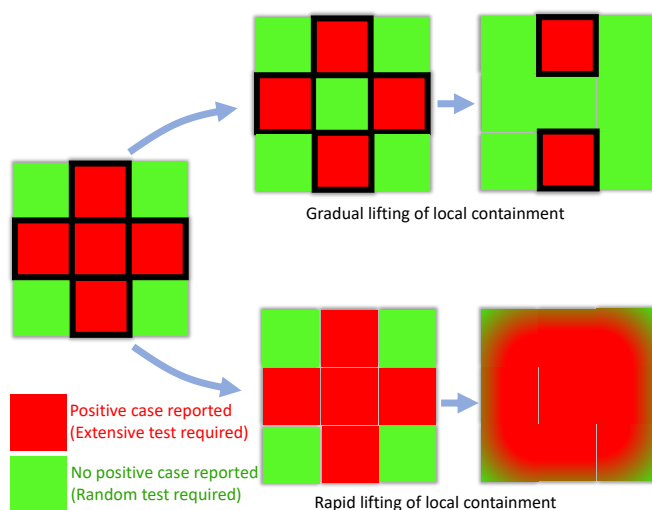 Gradual lifting of local containment
Positive case reported
(Extensive test required)
No positive case reported
(Random test required)
Rapid lifting of local containment